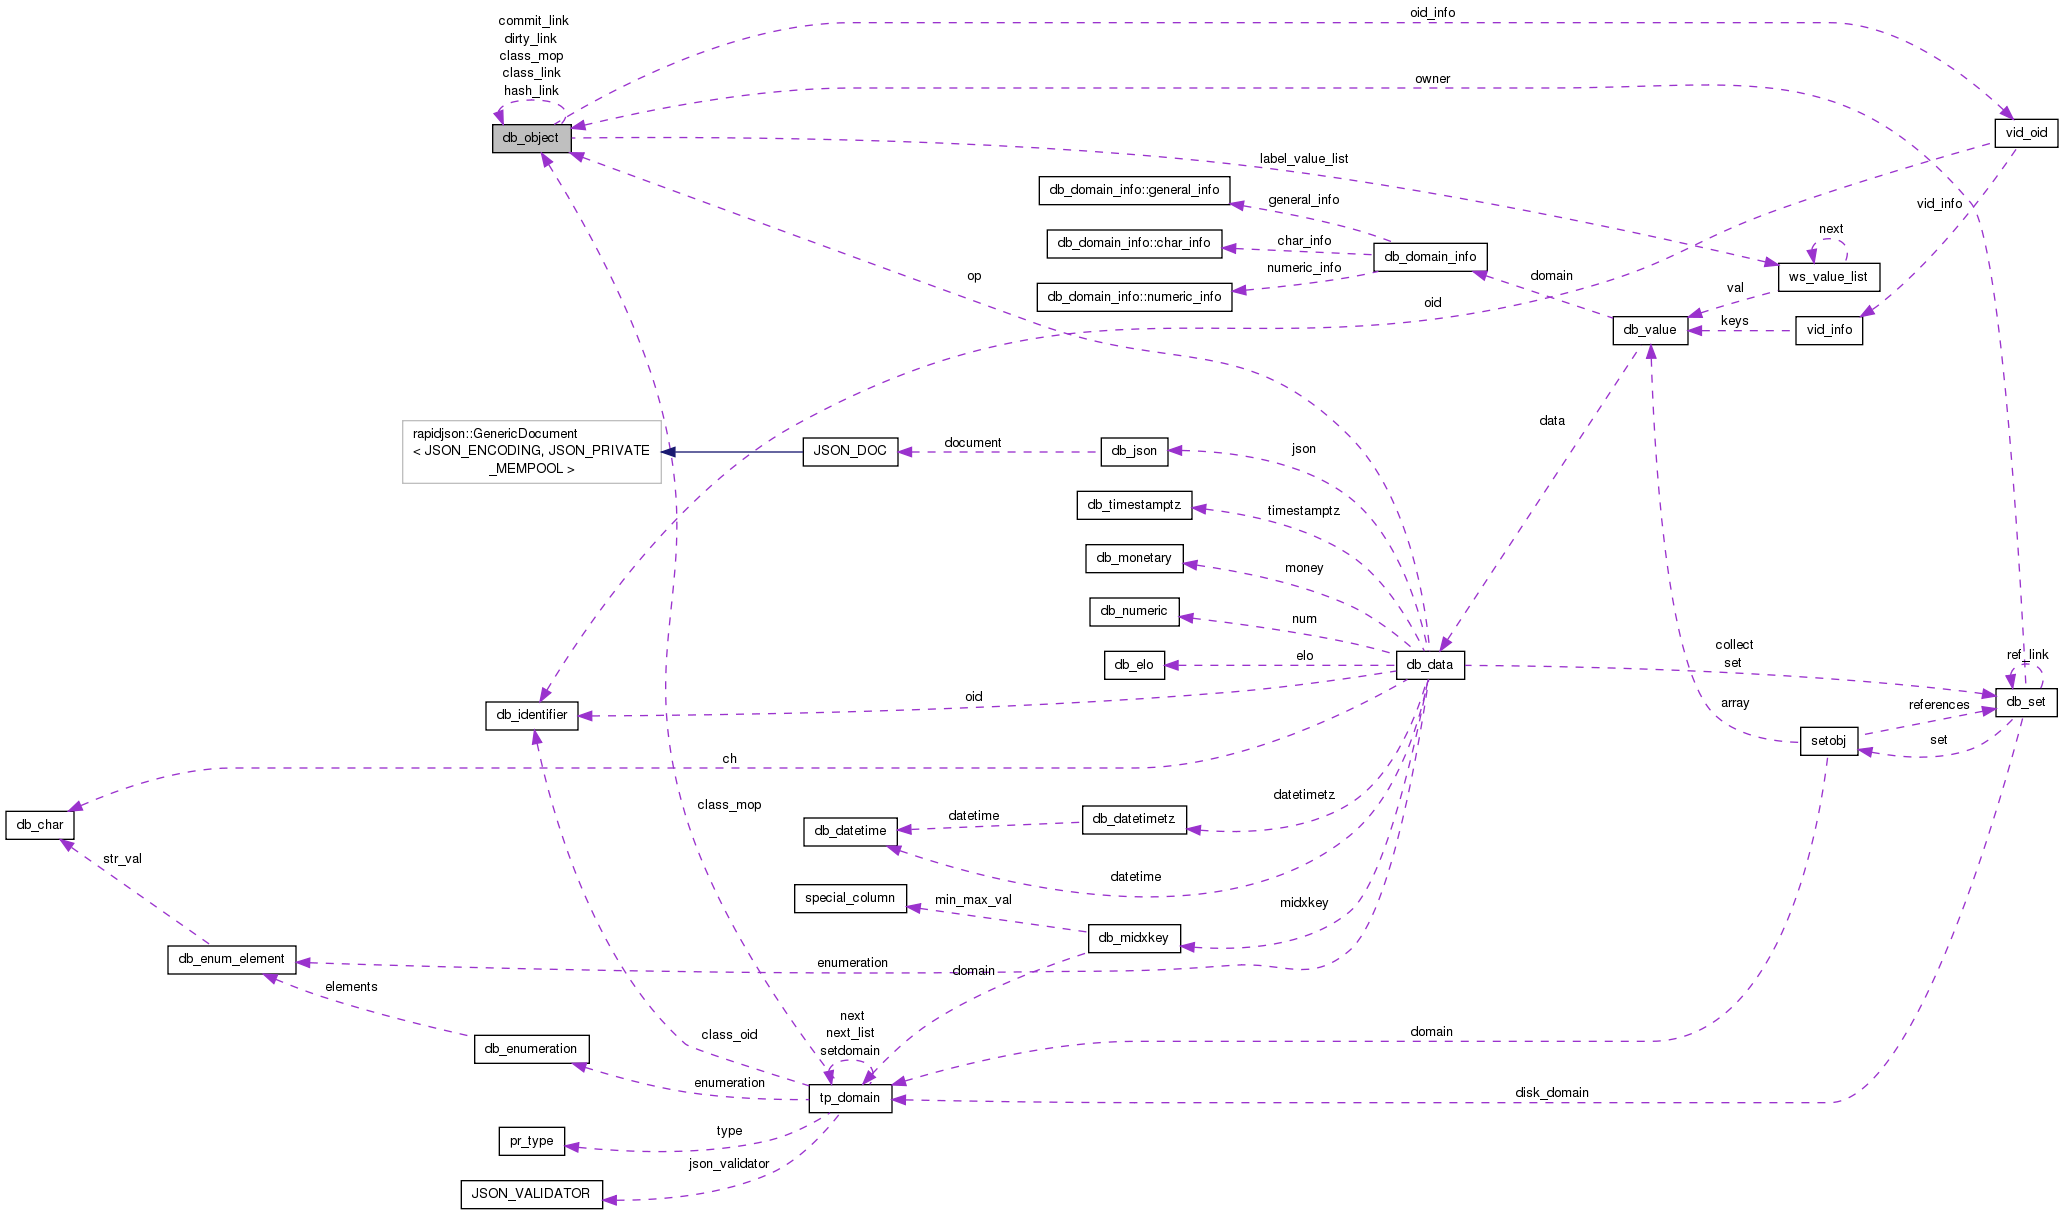 commit_link
dirty_link
class_mop
class_link
hash_link
oid_info
owner
db_object
vid_oid
label_value_list
db_domain_info::general_info
general_info
vid_info
next
db_domain_info::char_info
char_info
db_domain_info
ws_value_list
op
numeric_info
domain
db_domain_info::numeric_info
oid
val
keys
db_value
vid_info
data
rapidjson::GenericDocument
< JSON_ENCODING, JSON_PRIVATE
_MEMPOOL >
JSON_DOC
document
db_json
json
db_timestamptz
timestamptz
db_monetary
money
db_numeric
num
db_elo
elo
db_data
collect
set
ref_link
db_set
oid
db_identifier
references
array
setobj
set
ch
class_mop
datetimetz
db_char
db_datetime
datetime
db_datetimetz
str_val
datetime
special_column
min_max_val
midxkey
db_midxkey
db_enum_element
enumeration
domain
elements
next
next_list
setdomain
class_oid
domain
db_enumeration
enumeration
tp_domain
disk_domain
pr_type
type
json_validator
JSON_VALIDATOR